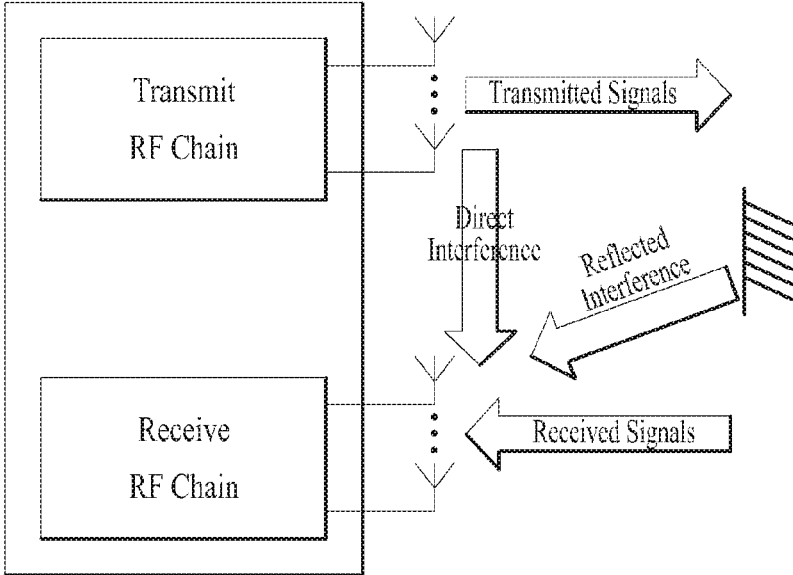 Transmit
RF Chain
Transmitted Signals
Direct
Interference
Reflected
Interference
Receive
RF Chain
Received Signals